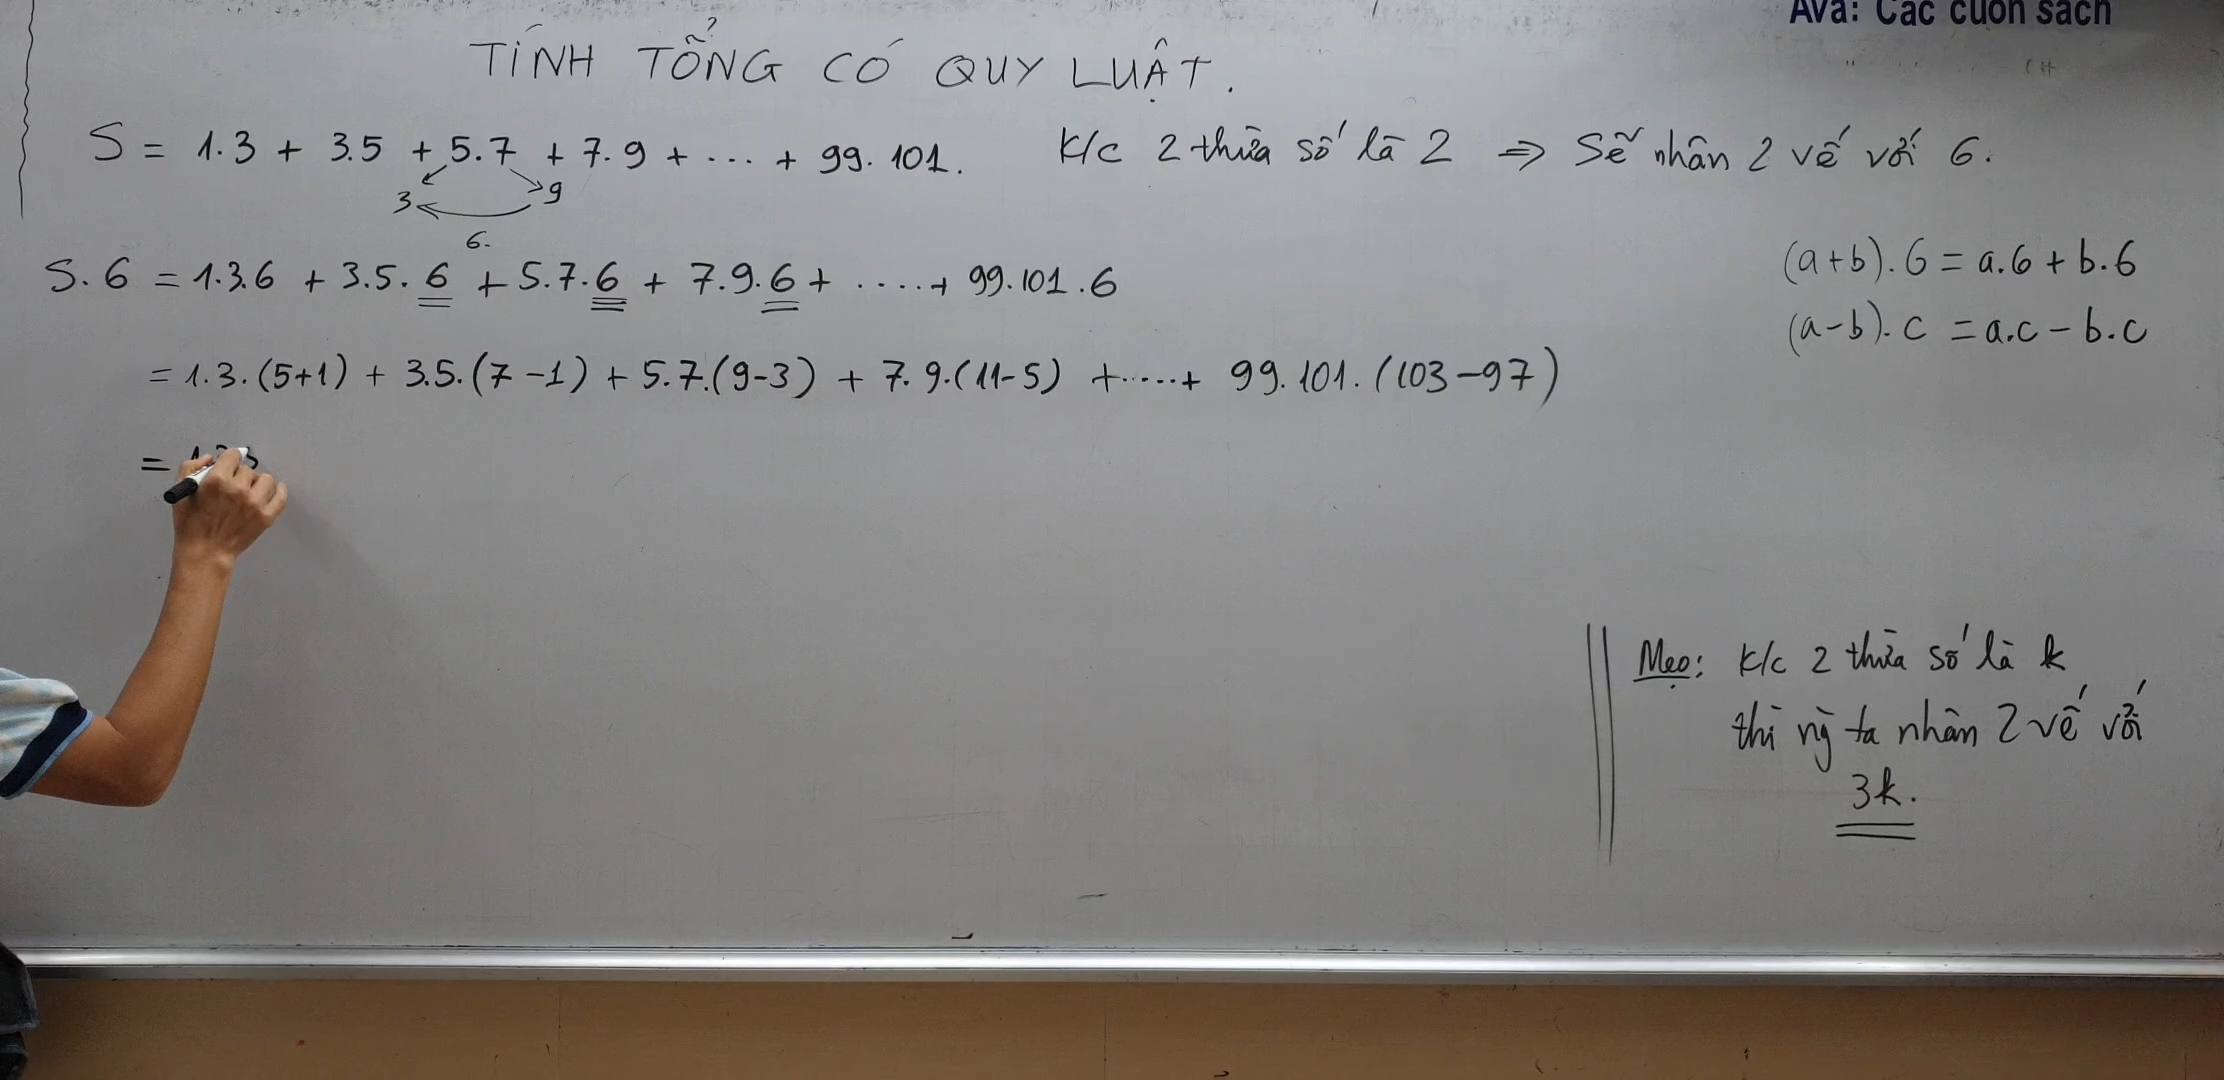 Ava: Các cuốn sách
TÍNH TỔNG CÓ QUY LUẬT.
S = 1.3 + 3.5 + 5.7 + 7.9 + ... + 99.101. K/c 2 thừa số là 2 => Sẽ nhân 2 vế với 6.
3 9
6.
S.6 = 1.3.6 + 3.5.6 + 5.7.6 + 7.9.6 + ....+ 99.101.6
(a+b).6 = a.6 + b.6
(a-b).c = a.c - b.c
= 1.3.(5+1) + 3.5.(7-1) + 5.7.(9-3) + 7.9.(11-5) +.....+ 99.101.(103-97)
=
Mẹo: K/c 2 thừa số là k
thì ng ta nhân 2 vế với
3k.